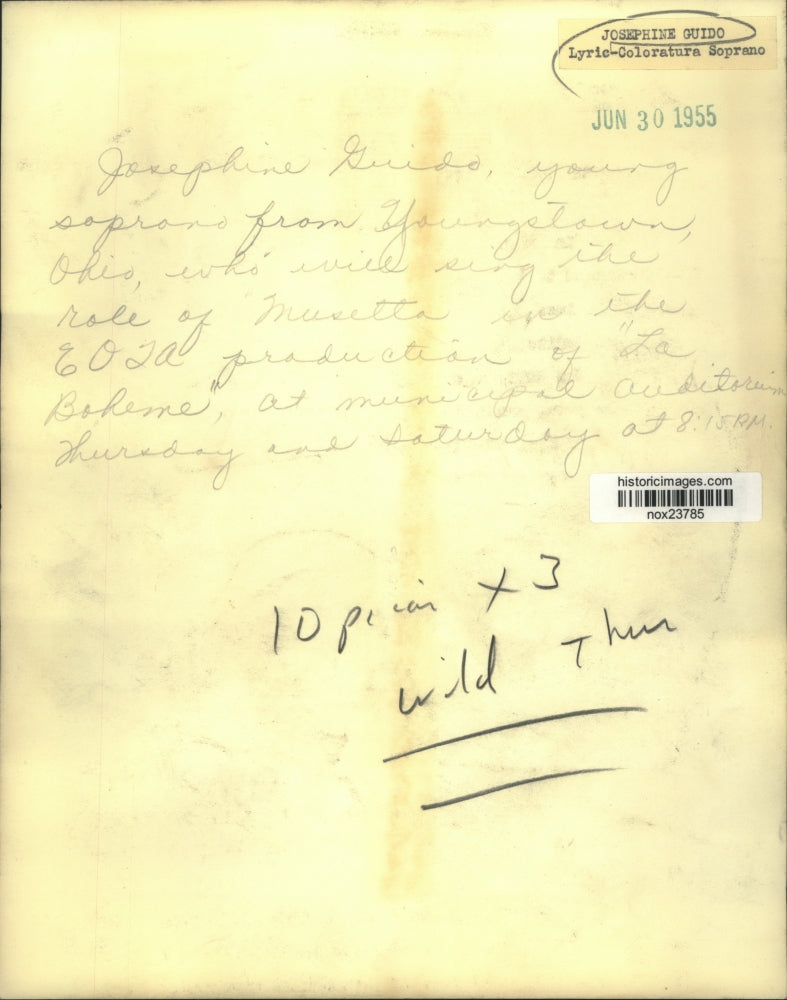 JOSEPHINE GUIDO
Lyric-Coloratura Soprano
JUN 30 1955
Josephine Guido, young
soprano from Youngstown,
Ohio, who will sing the
role of Musetta in the
EOTA production of "La
Boheme", at municipal auditorium
Thursday and Saturday at 8:15 P.M.
historicimages.com
nox23785
10 x 3
wild Thur